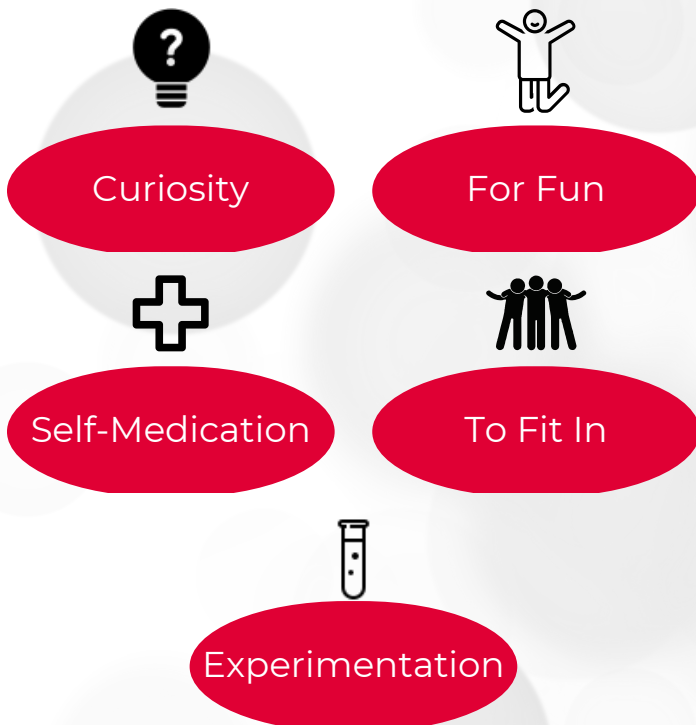 ?
Curiosity
For Fun
Self-Medication
To Fit In
Experimentation